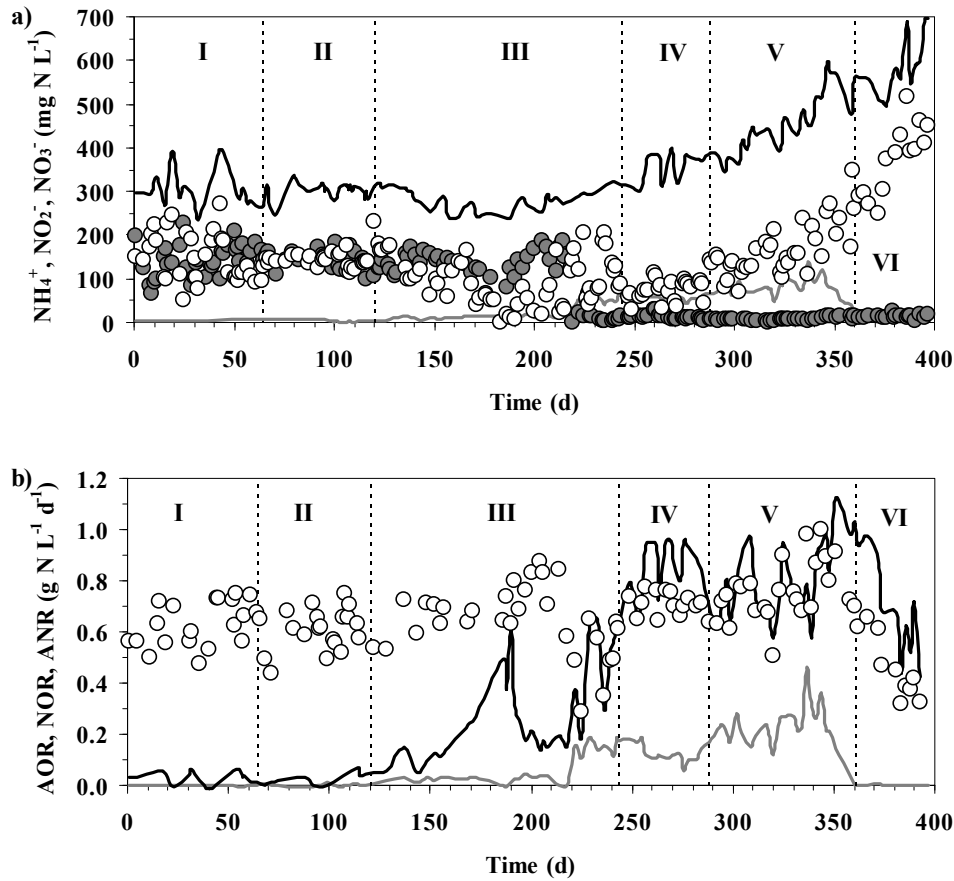 a)
700
600
500
400
300
200
100
0
NH₄⁺, NO₂⁻, NO₃⁻ (mg N L⁻¹)
I II III IV V
VI
0 50 100 150 200 250 300 350 400
Time (d)
b)
1.2
1.0
0.8
0.6
0.4
0.2
0.0
AOR, NOR, ANR (g N L⁻¹ d⁻¹)
I II III IV V VI
0 50 100 150 200 250 300 350 400
Time (d)